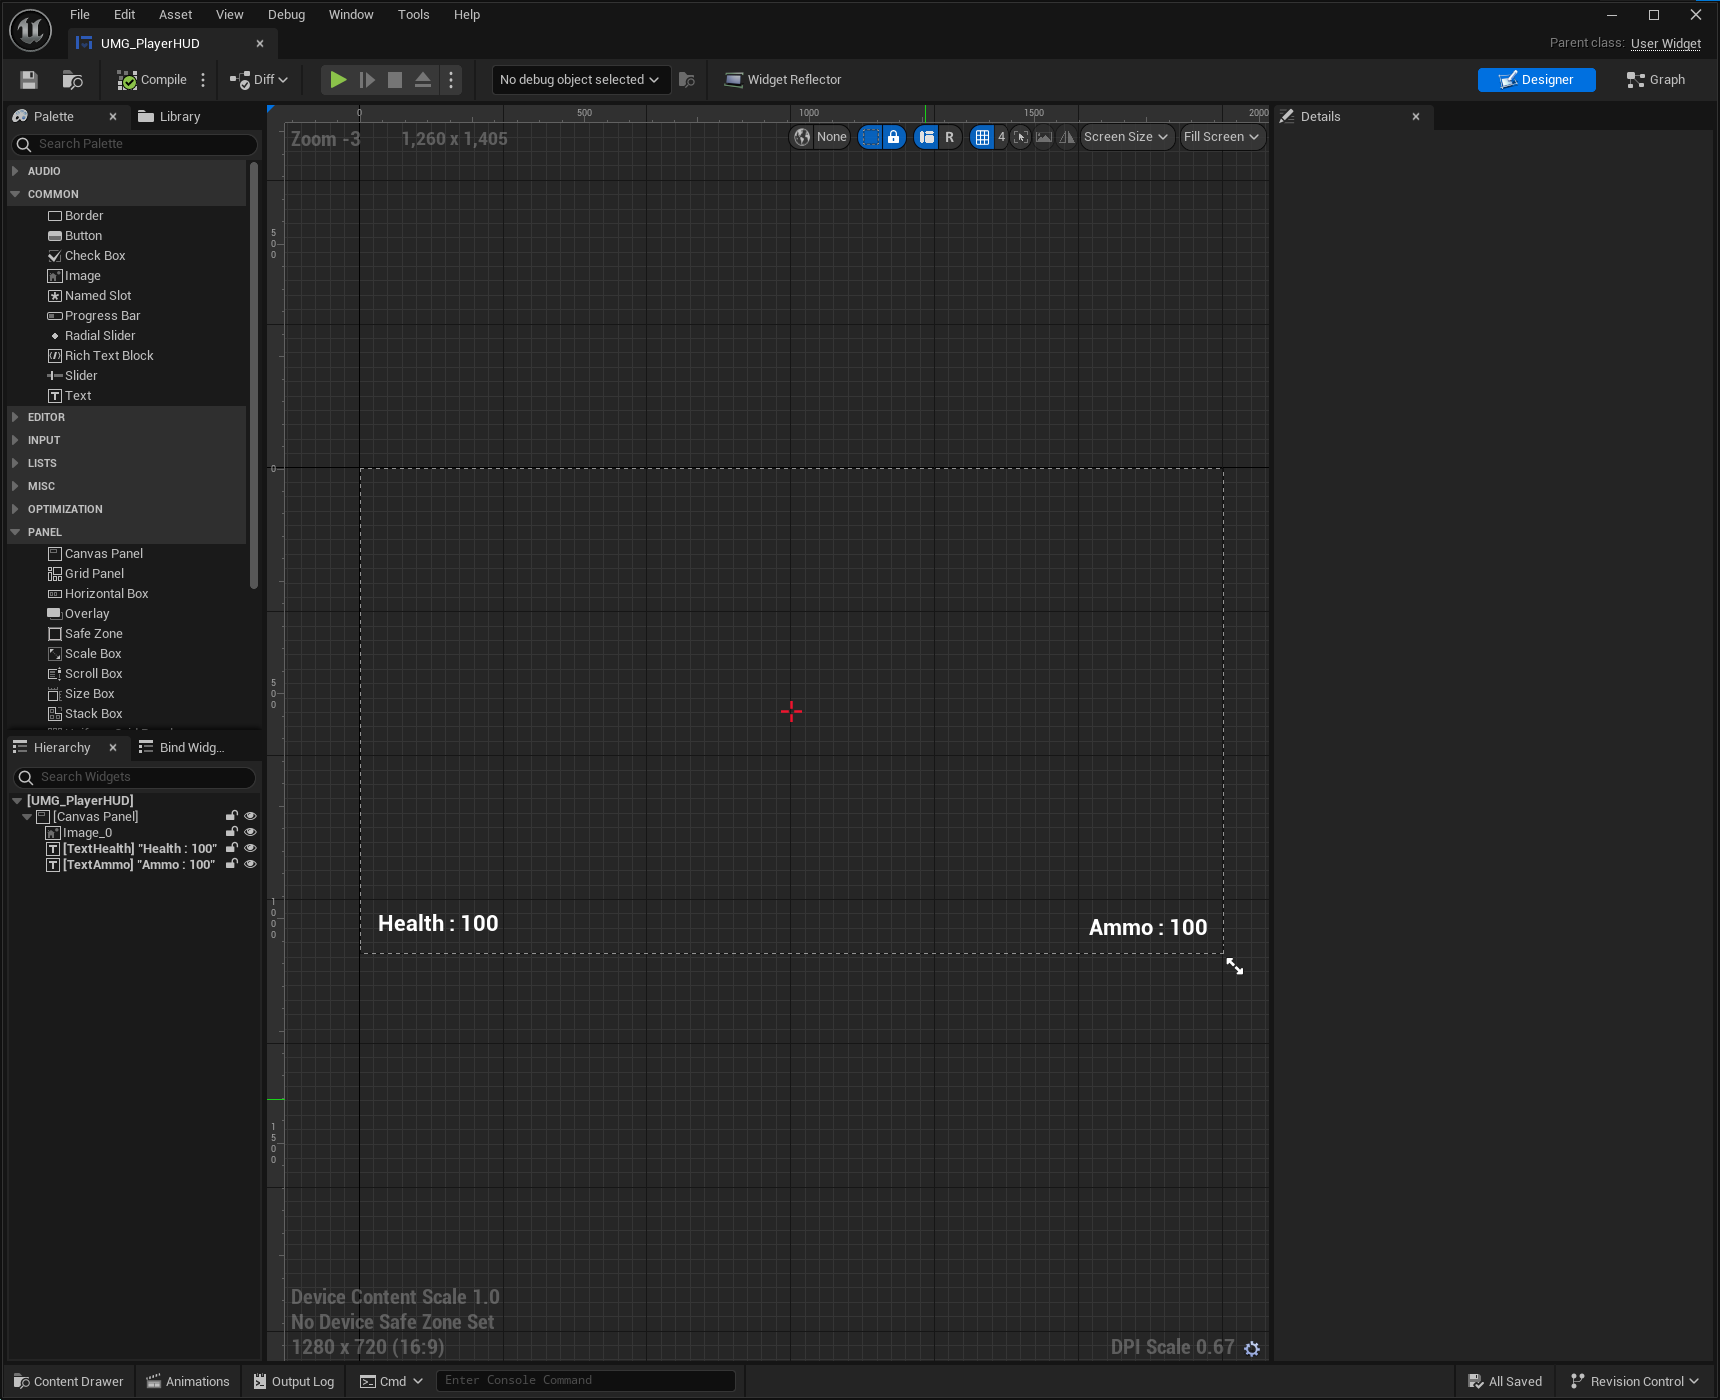 File Edit Asset View Debug Window Tools Help
UMG_PlayerHUD
Parent class: User Widget
Compile Diff No debug object selected Widget Reflector Designer Graph
Palette Library
Search Palette
AUDIO
COMMON
Border
Button
Check Box
Image
Named Slot
Progress Bar
Radial Slider
Rich Text Block
Slider
Text
EDITOR
INPUT
LISTS
MISC
OPTIMIZATION
PANEL
Canvas Panel
Grid Panel
Horizontal Box
Overlay
Safe Zone
Scale Box
Scroll Box
Size Box
Stack Box
Hierarchy Bind Widg...
Search Widgets
[UMG_PlayerHUD]
[Canvas Panel]
Image_0
[TextHealth] "Health : 100"
[TextAmmo] "Ammo : 100"
0 500 1000 1500 2000
Zoom -3 1,260 x 1,405 None R 4 Screen Size Fill Screen
500
0
500
1000
1500
Health : 100
Ammo : 100
Device Content Scale 1.0
No Device Safe Zone Set
1280 x 720 (16:9)
DPI Scale 0.67
Details
Content Drawer Animations Output Log Cmd Enter Console Command All Saved Revision Control